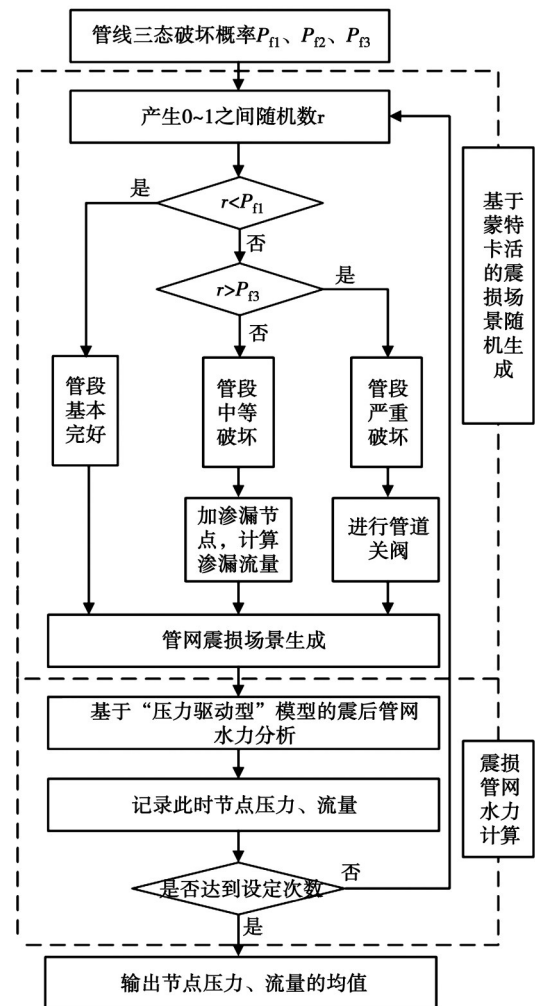 管线三态破坏概率Pf1、Pf2、Pf3
产生0~1之间随机数r
是
r<Pf1
否
是
r>Pf3
否
管段
基本
完好
管段
中等
破坏
管段
严重
破坏
加渗漏节
点，计算
渗漏流量
进行管道
关阀
管网震损场景生成
基于
蒙特
卡活
的震
损场
景随
机生
成
基于“压力驱动型”模型的震后管网
水力分析
记录此时节点压力、流量
是否达到设定次数
否
是
震损
管网
水力
计算
输出节点压力、流量的均值